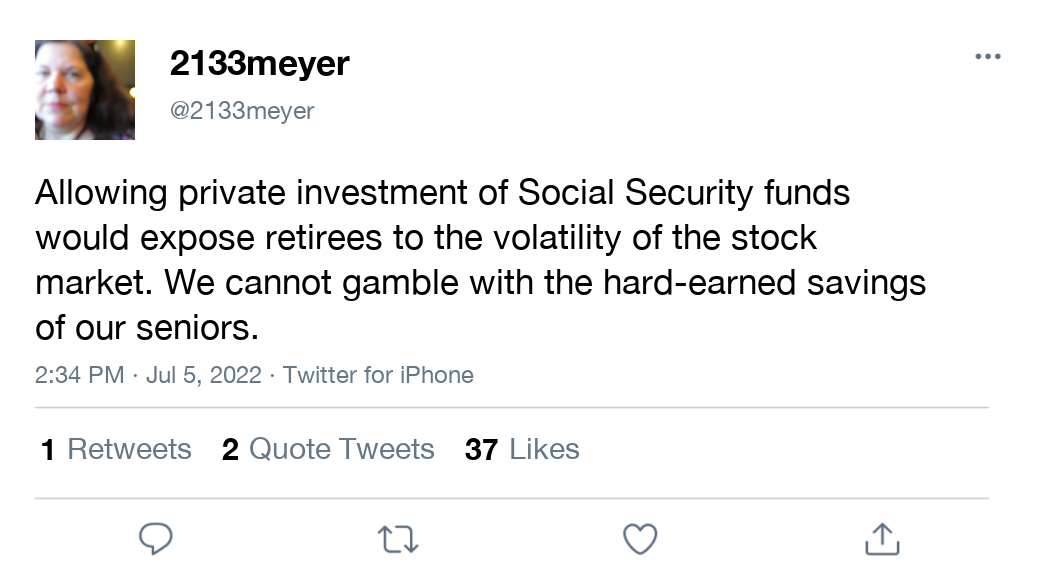 2133meyer
@2133meyer
Allowing private investment of Social Security funds
would expose retirees to the volatility of the stock
market. We cannot gamble with the hard-earned savings
of our seniors.
2:34 PM · Jul 5, 2022 · Twitter for iPhone
1 Retweets 2 Quote Tweets 37 Likes